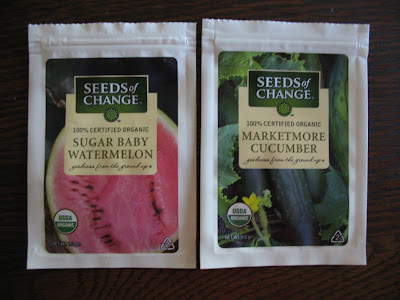 SEEDS of
CHANGE
100% CERTIFIED ORGANIC
SUGAR BABY
WATERMELON
goodness from the ground up
USDA
ORGANIC
SEEDS of
CHANGE
100% CERTIFIED ORGANIC
MARKETMORE
CUCUMBER
goodness from the ground up
USDA
ORGANIC